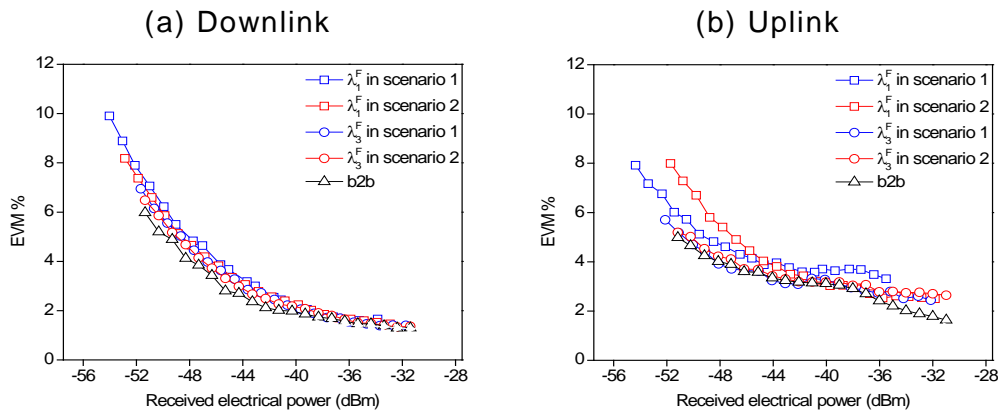 (a) Downlink
12
10
8
6
4
2
0
EVM %
-56 -52 -48 -44 -40 -36 -32 -28
Received electrical power (dBm)
λ₁ᶠ in scenario 1
λ₁ᶠ in scenario 2
λ₃ᶠ in scenario 1
λ₃ᶠ in scenario 2
b2b
(b) Uplink
12
10
8
6
4
2
0
EVM %
-56 -52 -48 -44 -40 -36 -32 -28
Received electrical power (dBm)
λ₁ᶠ in scenario 1
λ₁ᶠ in scenario 2
λ₃ᶠ in scenario 1
λ₃ᶠ in scenario 2
b2b